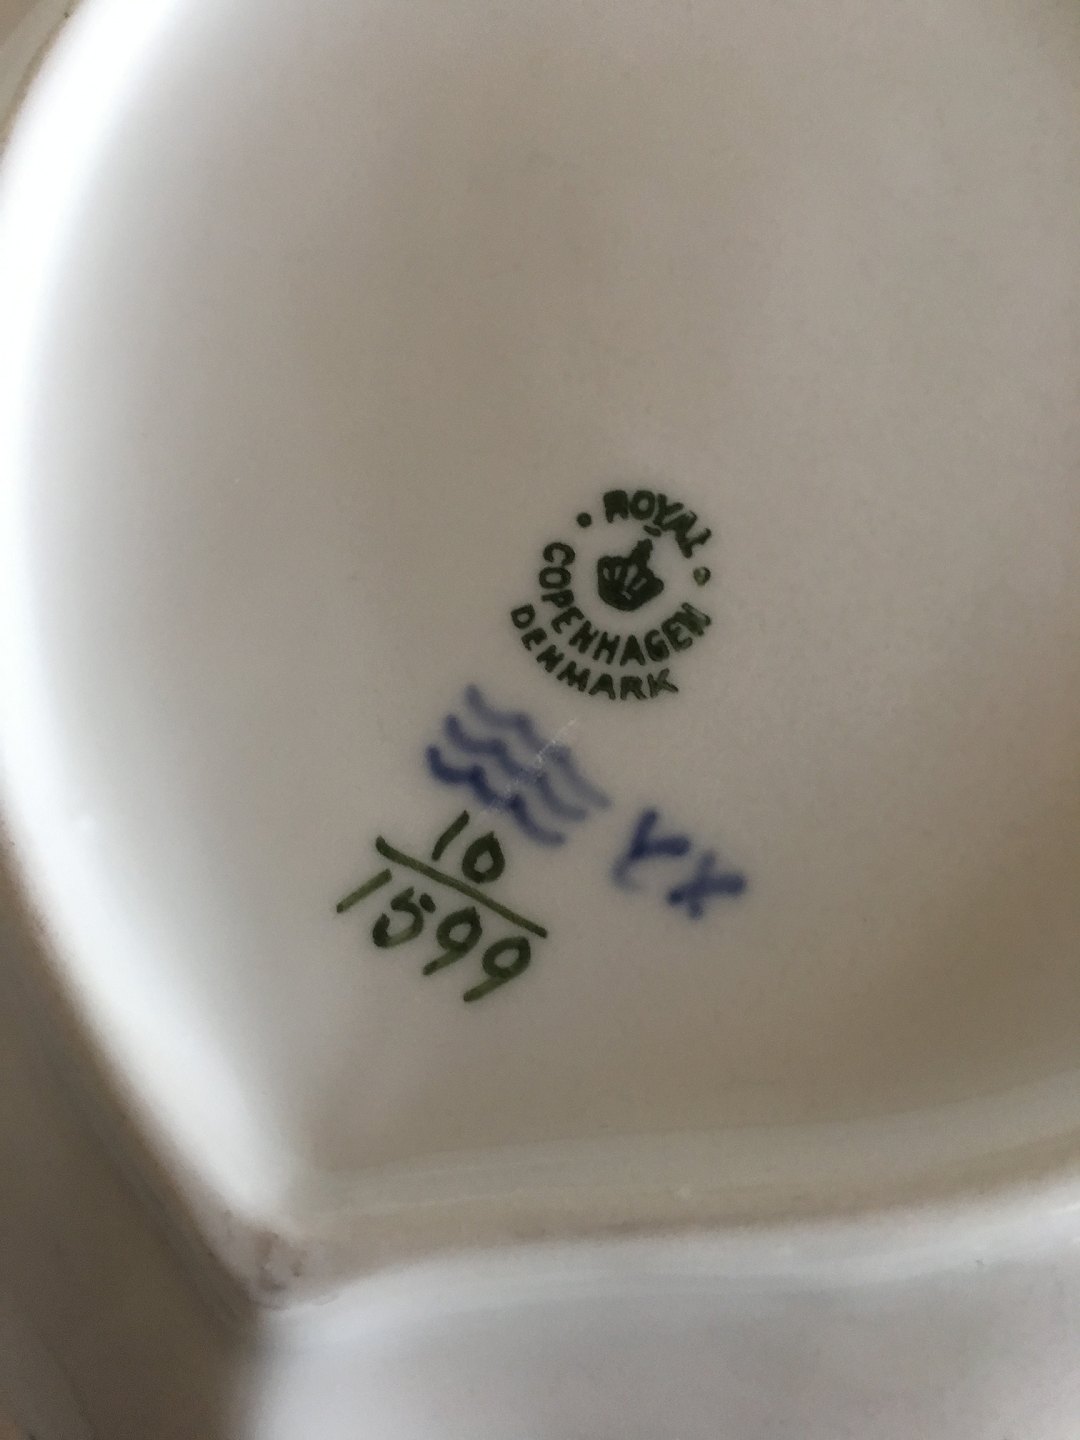 ROYAL
COPENHAGEN
DENMARK
YK
10
1599